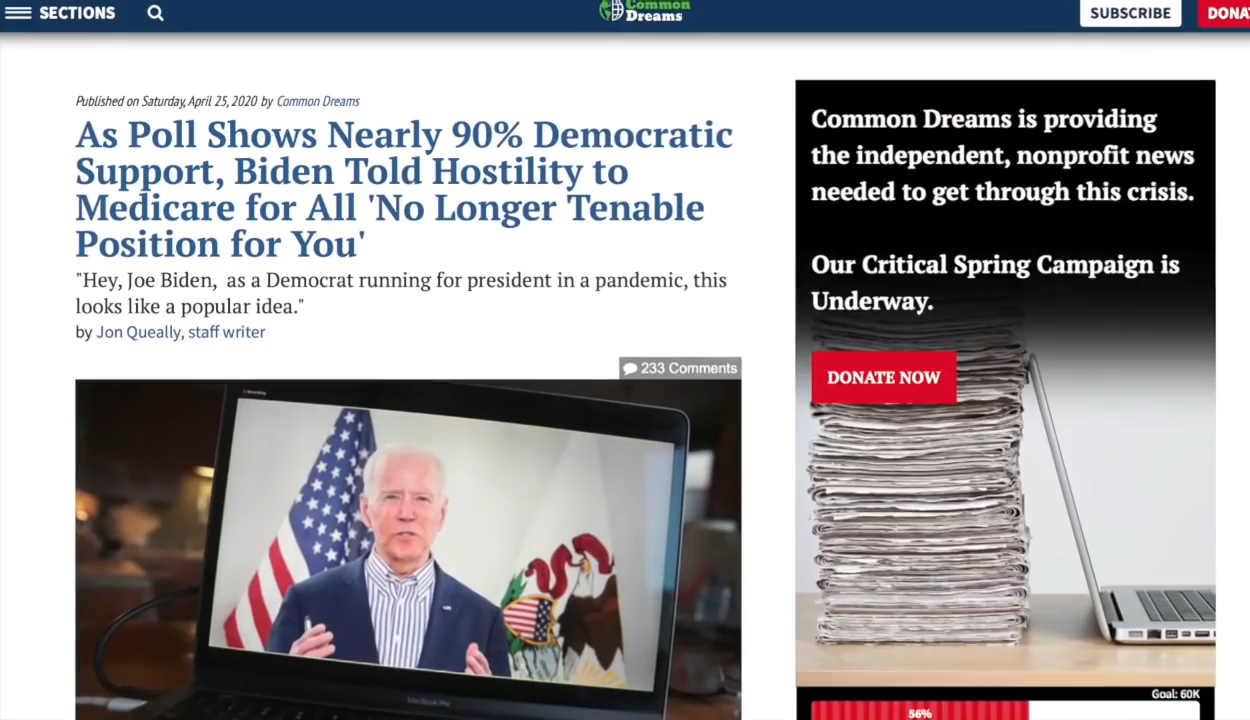 SECTIONS
Common
Dreams
SUBSCRIBE
DONA
Published on Saturday, April 25, 2020 by Common Dreams
As Poll Shows Nearly 90% Democratic
Support, Biden Told Hostility to
Medicare for All 'No Longer Tenable
Position for You'
"Hey, Joe Biden, as a Democrat running for president in a pandemic, this
looks like a popular idea."
by Jon Queally, staff writer
233 Comments
MacBook Pro
Common Dreams is providing
the independent, nonprofit news
needed to get through this crisis.
Our Critical Spring Campaign is
Underway.
DONATE NOW
Goal: 60K
56%